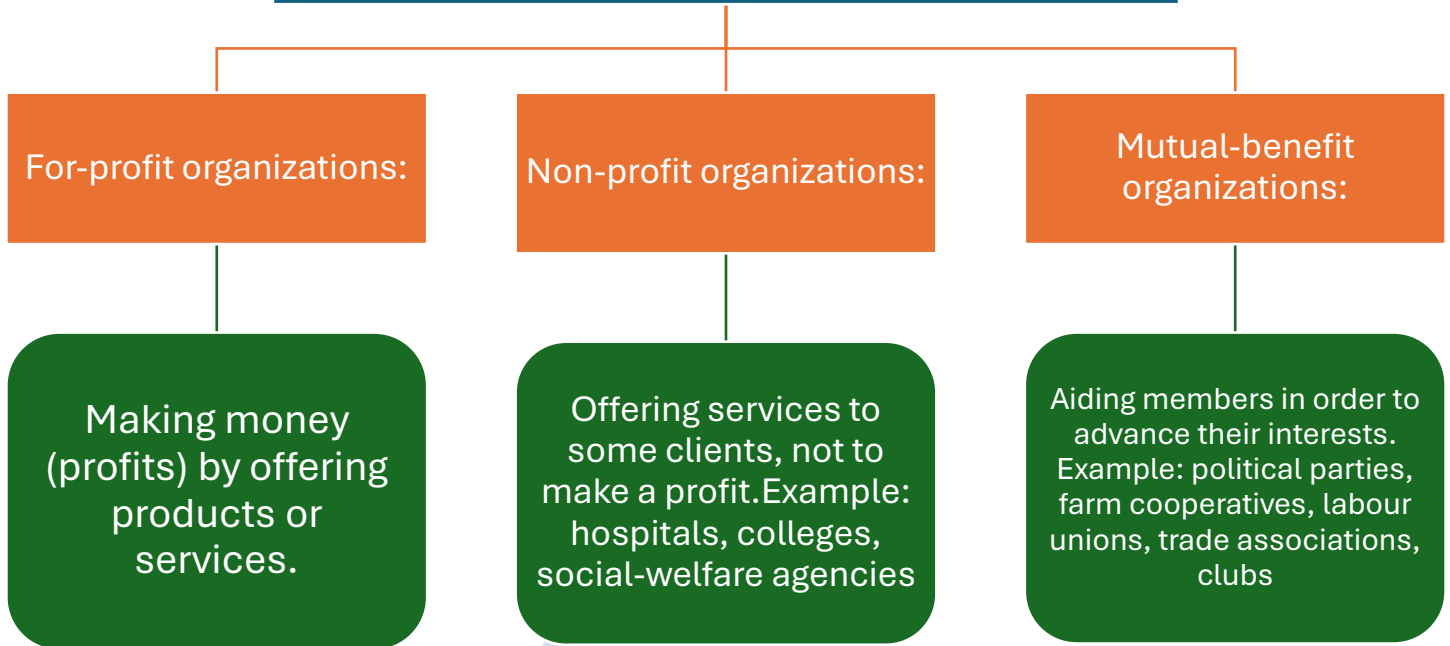 For-profit organizations:
Non-profit organizations:
Mutual-benefit
organizations:
Making money
(profits) by offering
products or
services.
Offering services to
some clients, not to
make a profit.Example:
hospitals, colleges,
social-welfare agencies
Aiding members in order to
advance their interests.
Example: political parties,
farm cooperatives, labour
unions, trade associations,
clubs